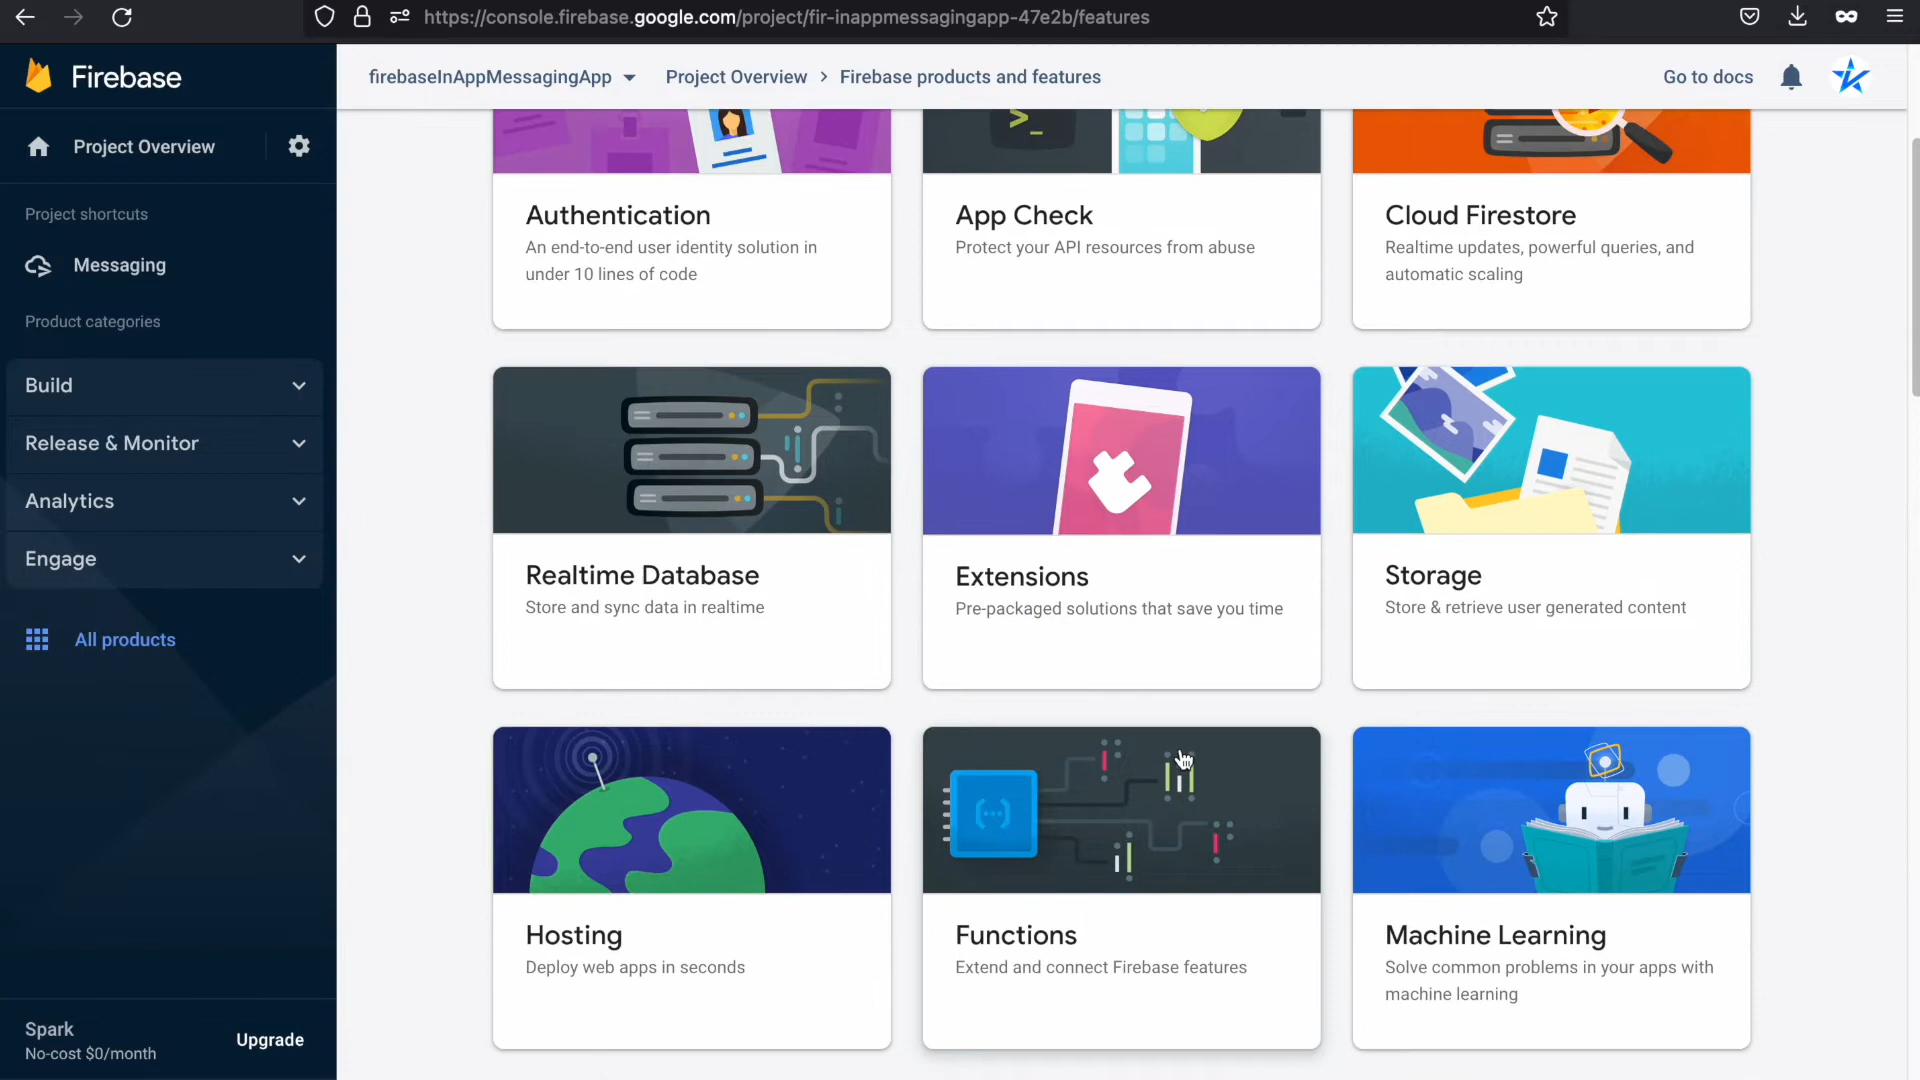 https://console.firebase.google.com/project/fir-inappmessagingapp-47e2b/features
Firebase
firebaseInAppMessagingApp
Project Overview > Firebase products and features
Go to docs
Project Overview
Project shortcuts
Messaging
Product categories
Build
Release & Monitor
Analytics
Engage
All products
Spark
No-cost $0/month
Upgrade
Authentication
An end-to-end user identity solution in
under 10 lines of code
App Check
Protect your API resources from abuse
Cloud Firestore
Realtime updates, powerful queries, and
automatic scaling
Realtime Database
Store and sync data in realtime
Extensions
Pre-packaged solutions that save you time
Storage
Store & retrieve user generated content
Hosting
Deploy web apps in seconds
Functions
Extend and connect Firebase features
Machine Learning
Solve common problems in your apps with
machine learning